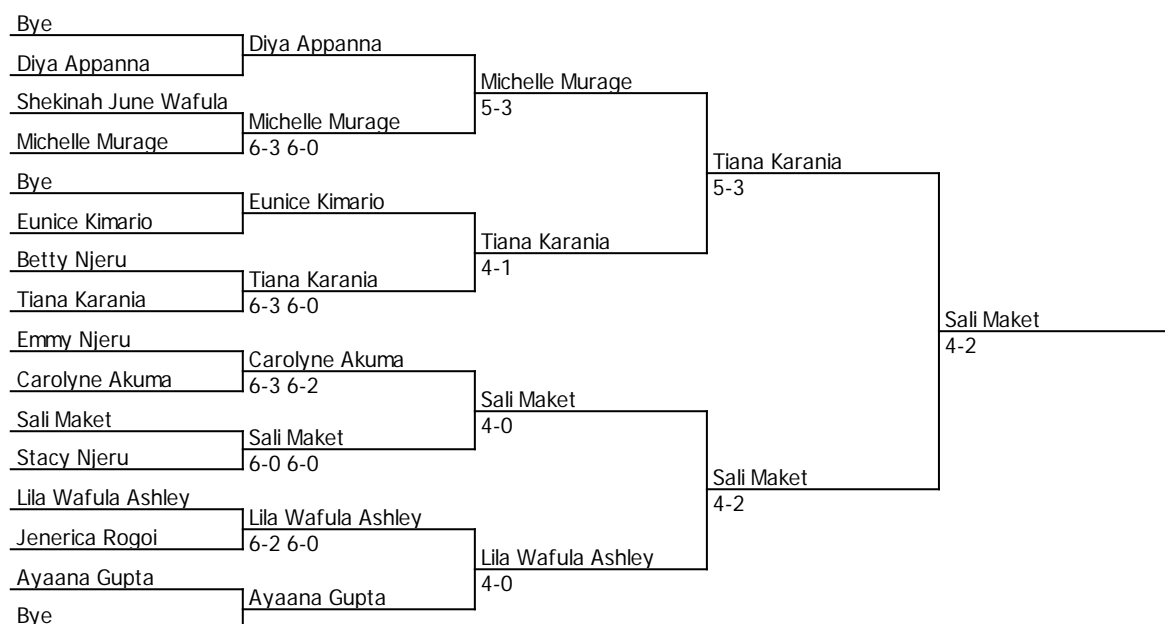 Bye
Diya Appanna
Shekinah June Wafula
Michelle Murage
Bye
Eunice Kimario
Betty Njeru
Tiana Karania
Emmy Njeru
Carolyne Akuma
Sali Maket
Stacy Njeru
Lila Wafula Ashley
Jenerica Rogoi
Ayaana Gupta
Bye
Diya Appanna
Michelle Murage
6-3 6-0
Eunice Kimario
Tiana Karania
6-3 6-0
Carolyne Akuma
6-3 6-2
Sali Maket
6-0 6-0
Lila Wafula Ashley
6-2 6-0
Ayaana Gupta
Michelle Murage
5-3
Tiana Karania
4-1
Sali Maket
4-0
Lila Wafula Ashley
4-0
Tiana Karania
5-3
Sali Maket
4-2
Sali Maket
4-2